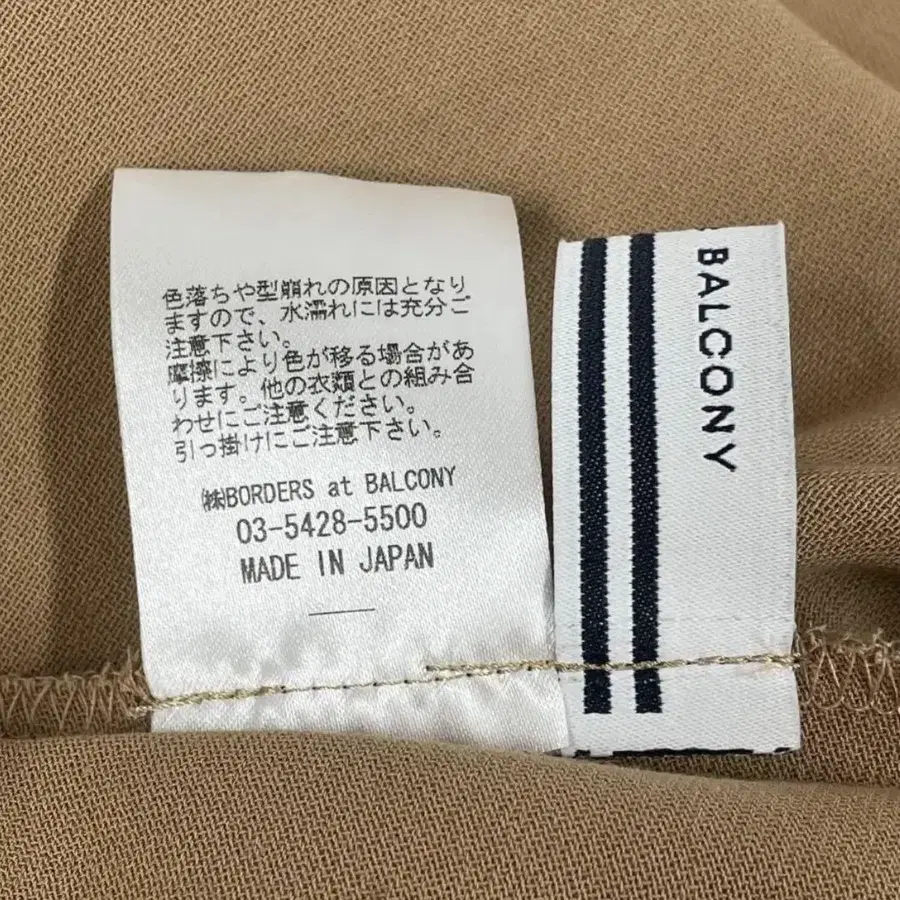 色落ちや型崩れの原因となり
ますので、水濡れには充分ご
注意下さい。
摩擦により色が移る場合があ
ります。他の衣類との組み合
わせにご注意ください。
引っ掛けにご注意下さい。
㈱BORDERS at BALCONY
03-5428-5500
MADE IN JAPAN
BALCONY